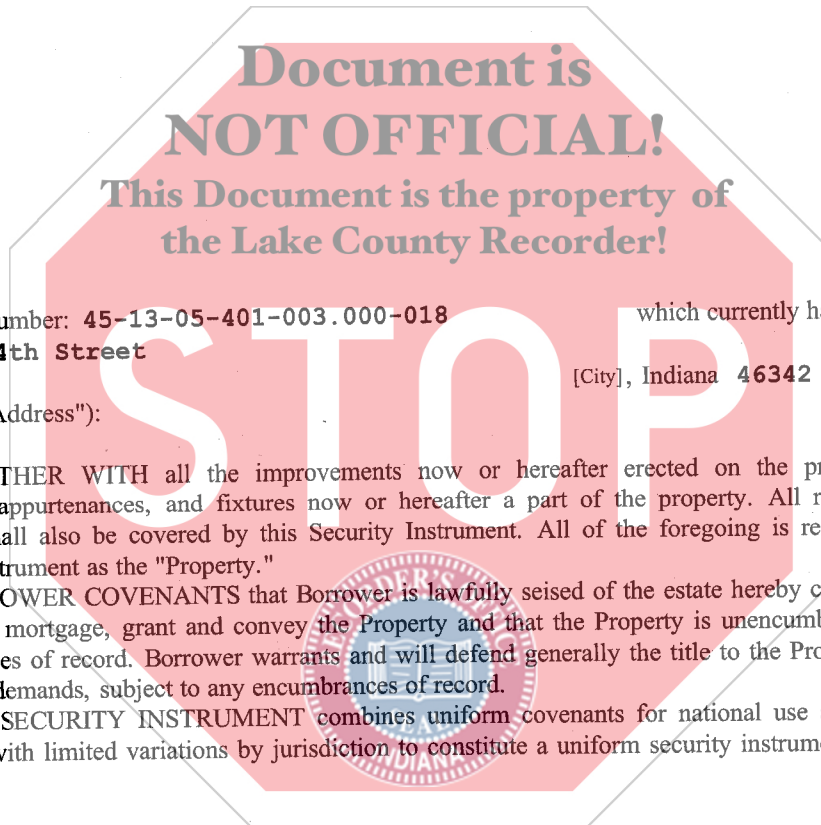 Document is
NOT OFFICIAL!
This Document is the property of
the Lake County Recorder!
STOP
umber: 45-13-05-401-003.000-018 which currently ha
4th Street
[City], Indiana 46342
Address"):
THER WITH all the improvements now or hereafter erected on the pr
appurtenances, and fixtures now or hereafter a part of the property. All r
all also be covered by this Security Instrument. All of the foregoing is re
trument as the "Property."
OWER COVENANTS that Borrower is lawfully seised of the estate hereby c
mortgage, grant and convey the Property and that the Property is unencumb
es of record. Borrower warrants and will defend generally the title to the Pro
demands, subject to any encumbrances of record.
SECURITY INSTRUMENT combines uniform covenants for national use
with limited variations by jurisdiction to constitute a uniform security instrume
RECORDER'S OFFICE
INDIANA